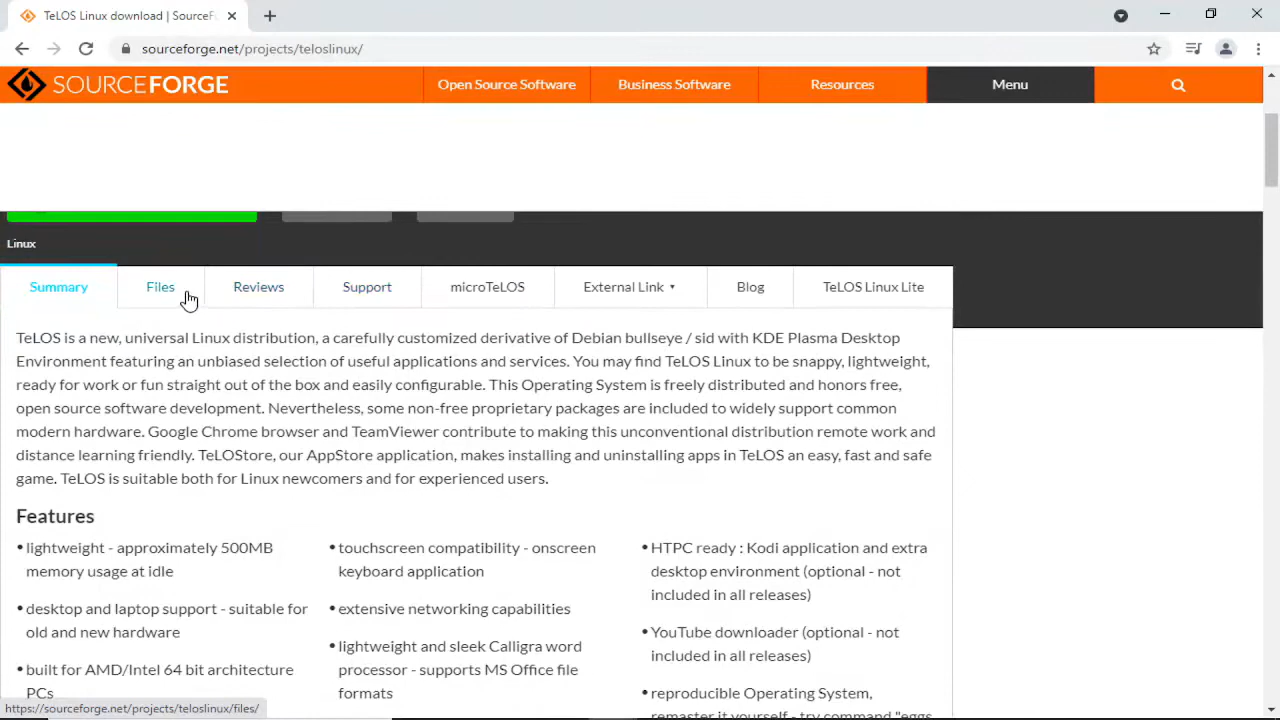 TeLOS Linux download | SourceF
sourceforge.net/projects/teloslinux/
SOURCEFORGE
Open Source Software
Business Software
Resources
Menu
Linux
Summary
Files
Reviews
Support
microTeLOS
External Link
Blog
TeLOS Linux Lite
TeLOS is a new, universal Linux distribution, a carefully customized derivative of Debian bullseye / sid with KDE Plasma Desktop
Environment featuring an unbiased selection of useful applications and services. You may find TeLOS Linux to be snappy, lightweight,
ready for work or fun straight out of the box and easily configurable. This Operating System is freely distributed and honors free,
open source software development. Nevertheless, some non-free proprietary packages are included to widely support common
modern hardware. Google Chrome browser and TeamViewer contribute to making this unconventional distribution remote work and
distance learning friendly. TeLOStore, our AppStore application, makes installing and uninstalling apps in TeLOS an easy, fast and safe
game. TeLOS is suitable both for Linux newcomers and for experienced users.
Features
• lightweight - approximately 500MB
memory usage at idle
• desktop and laptop support - suitable for
old and new hardware
• built for AMD/Intel 64 bit architecture
PCs
• touchscreen compatibility - onscreen
keyboard application
• extensive networking capabilities
• lightweight and sleek Calligra word
processor - supports MS Office file
formats
• HTPC ready : Kodi application and extra
desktop environment (optional - not
included in all releases)
• YouTube downloader (optional - not
included in all releases)
• reproducible Operating System,
remaster it yourself - try command "eggs
https://sourceforge.net/projects/teloslinux/files/